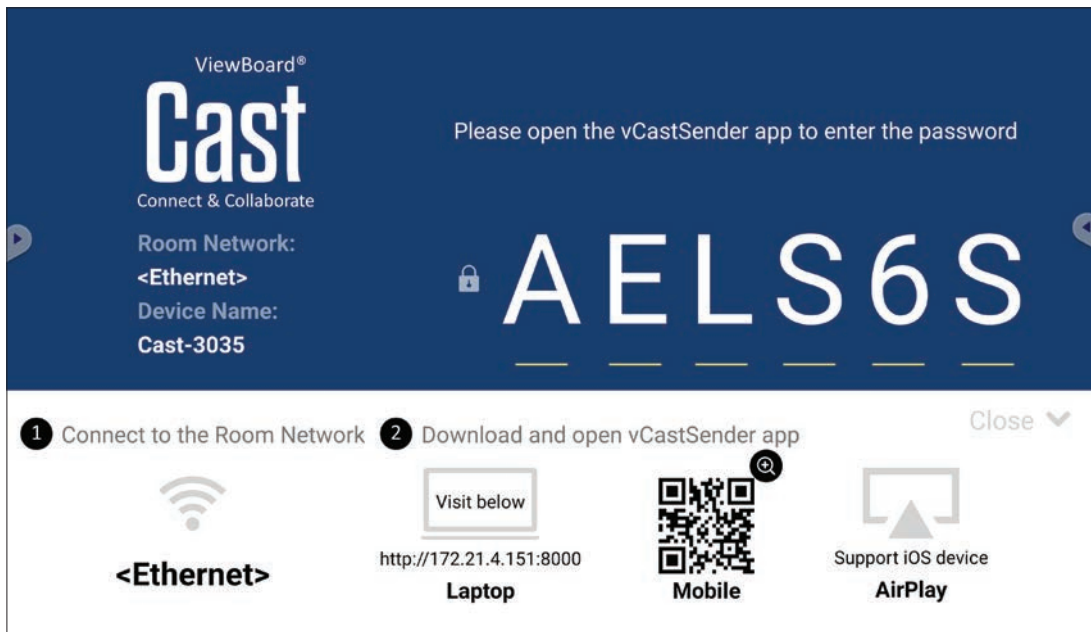 ViewBoard®
Cast
Connect & Collaborate
Room Network:
<Ethernet>
Device Name:
Cast-3035
Please open the vCastSender app to enter the password
AELS6S
1 Connect to the Room Network
2 Download and open vCastSender app
Close
<Ethernet>
Visit below
http://172.21.4.151:8000
Laptop
Mobile
Support iOS device
AirPlay